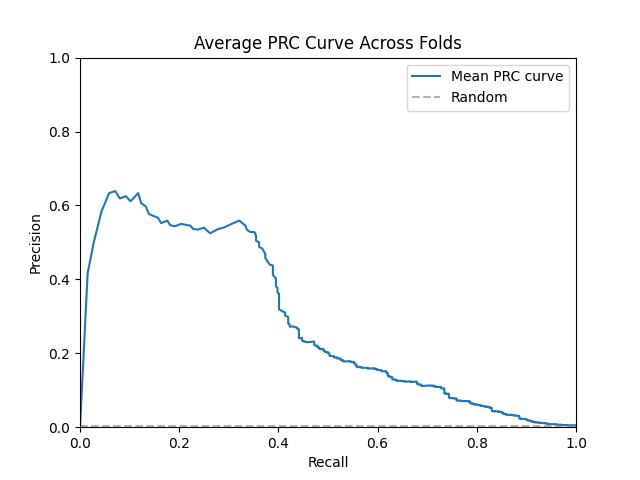 Average PRC Curve Across Folds
1.0
0.8
0.6
0.4
0.2
0.0
Precision
Mean PRC curve
Random
0.0 0.2 0.4 0.6 0.8 1.0
Recall